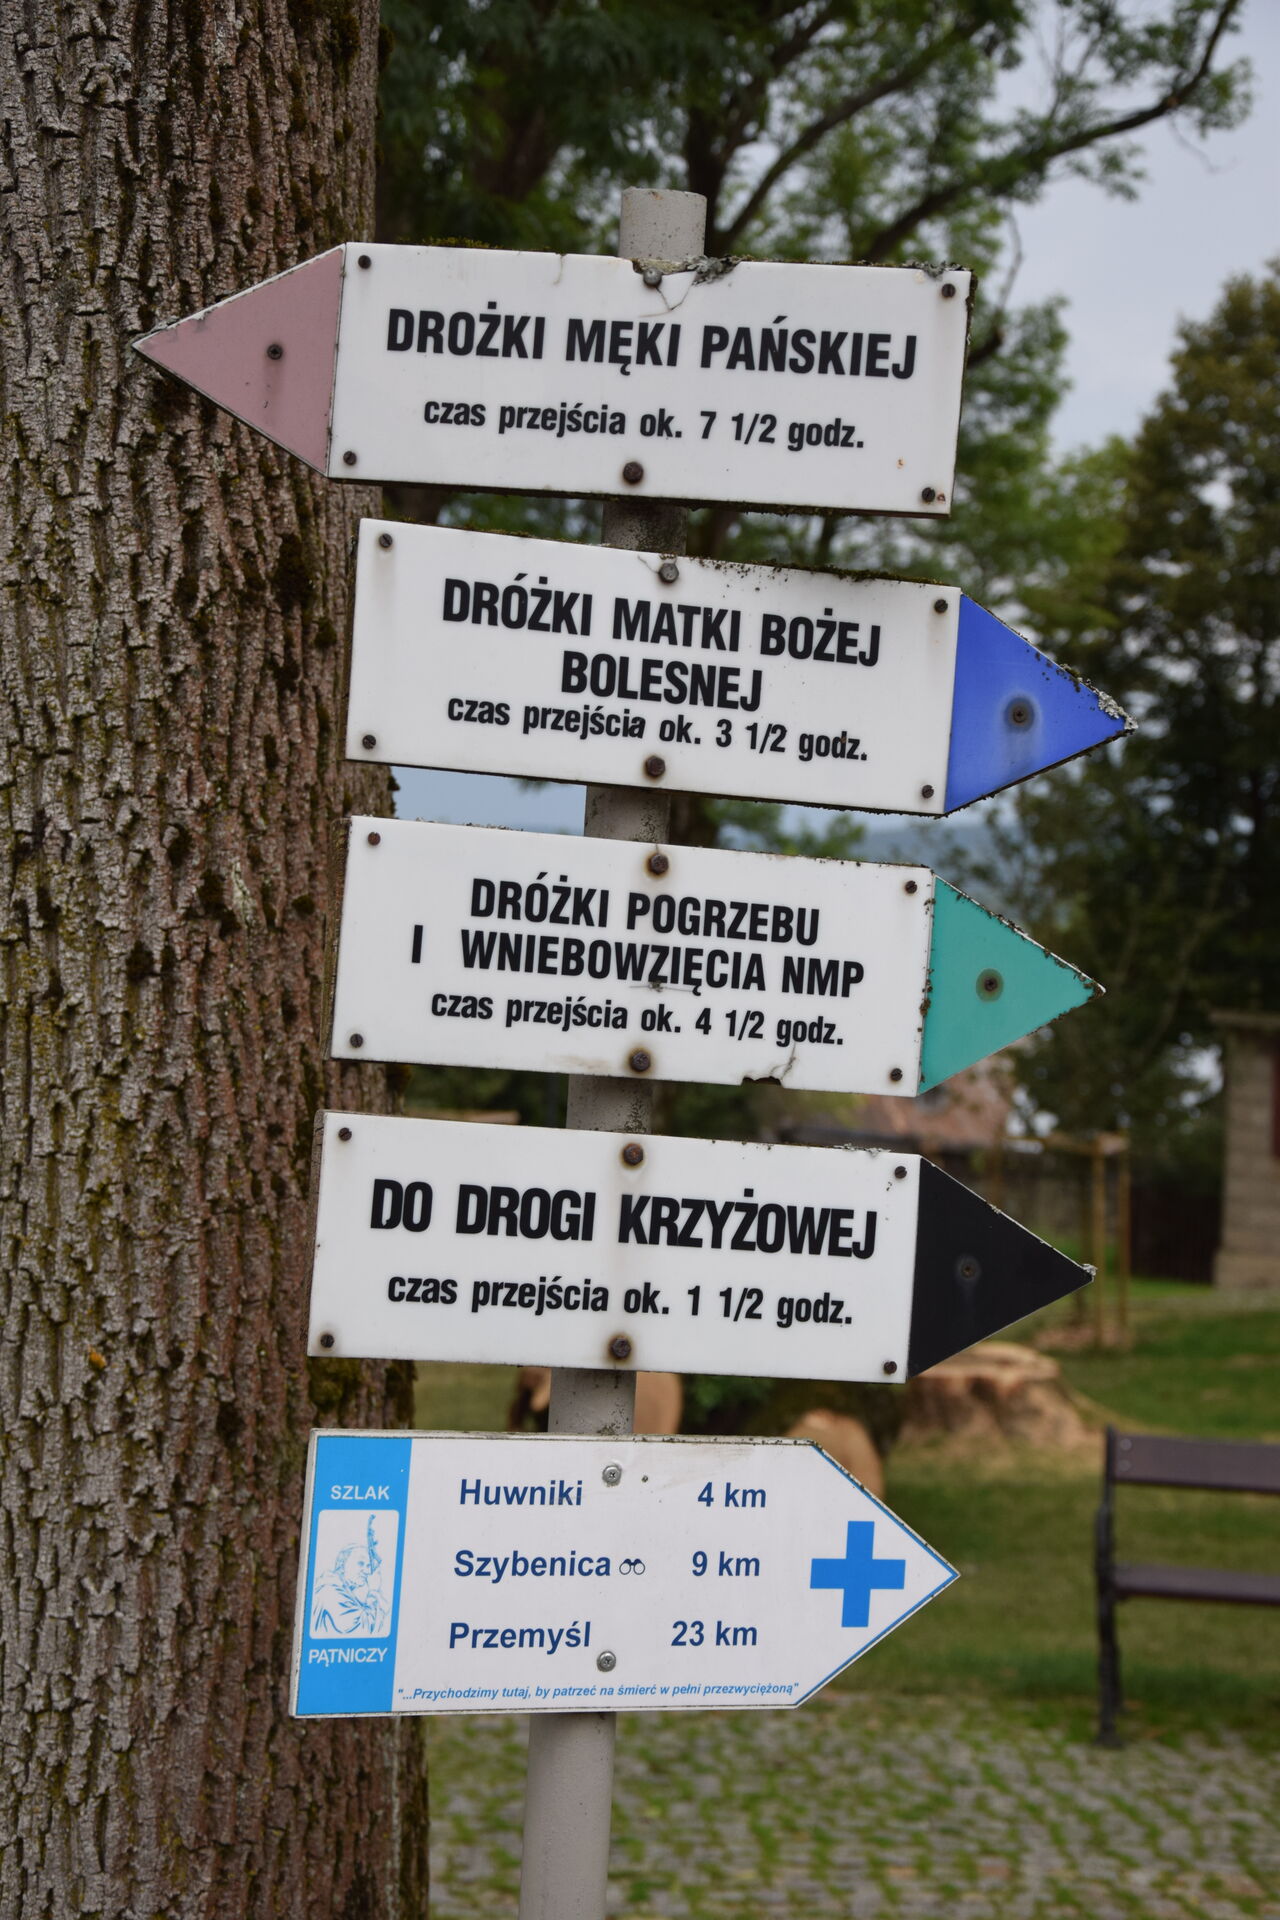 DROŻKI MĘKI PAŃSKIEJ
czas przejścia ok. 7 1/2 godz.
DRÓŻKI MATKI BOŻEJ
BOLESNEJ
czas przejścia ok. 3 1/2 godz.
DRÓŻKI POGRZEBU
I WNIEBOWZIĘCIA NMP
czas przejścia ok. 4 1/2 godz.
DO DROGI KRZYŻOWEJ
czas przejścia ok. 1 1/2 godz.
SZLAK
PĄTNICZY
Huwniki 4 km
Szybenica 9 km
Przemyśl 23 km
"...Przychodzimy tutaj, by patrzeć na śmierć w pełni przezwyciężoną"